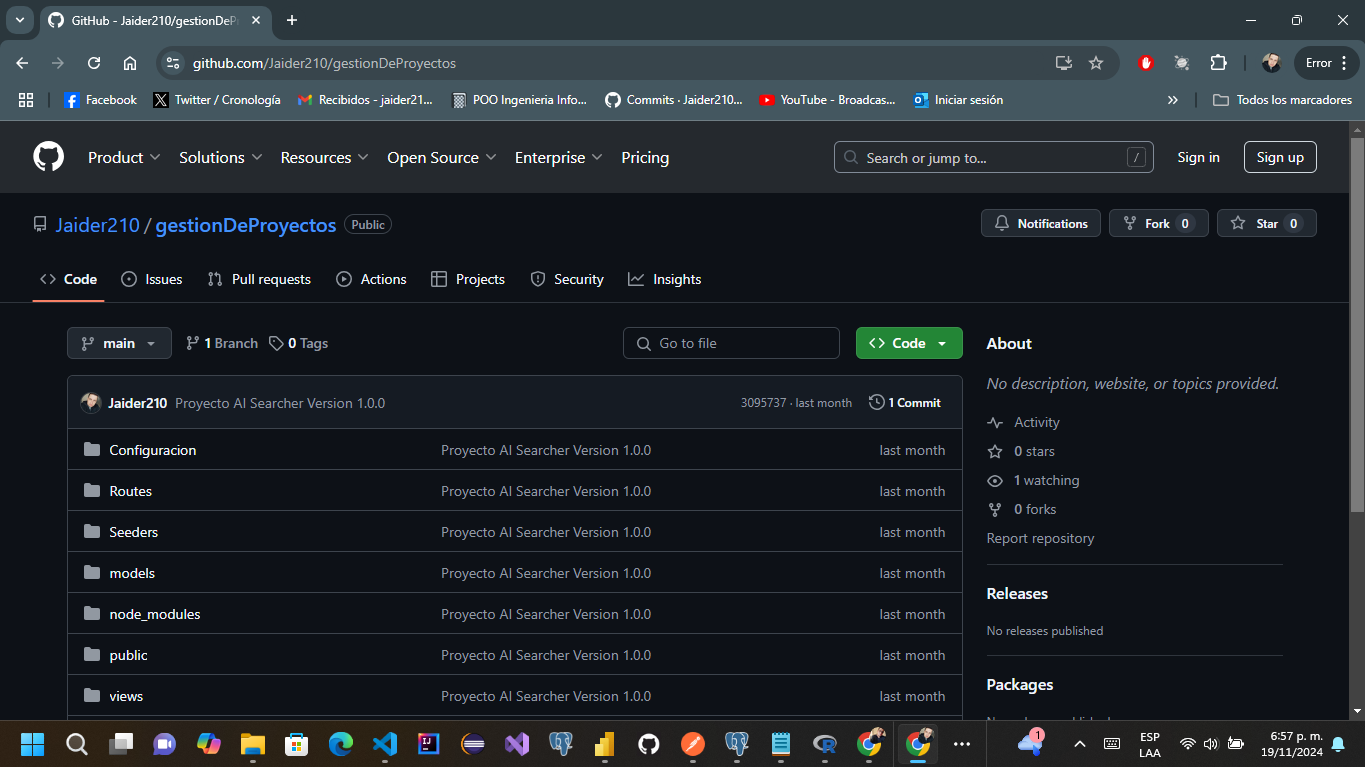 GitHub - Jaider210/gestionDePr
github.com/Jaider210/gestionDeProyectos
Error
Facebook
Twitter / Cronología
Recibidos - jaider21...
POO Ingenieria Info...
Commits · Jaider210...
YouTube - Broadcas...
Iniciar sesión
»
Todos los marcadores
Product
Solutions
Resources
Open Source
Enterprise
Pricing
Search or jump to...
/
Sign in
Sign up
Jaider210 / gestionDeProyectos
Public
Notifications
Fork 0
Star 0
Code
Issues
Pull requests
Actions
Projects
Security
Insights
main
1 Branch
0 Tags
Go to file
Code
Jaider210 Proyecto AI Searcher Version 1.0.0
3095737 · last month
1 Commit
Configuracion Proyecto AI Searcher Version 1.0.0 last month
Routes Proyecto AI Searcher Version 1.0.0 last month
Seeders Proyecto AI Searcher Version 1.0.0 last month
models Proyecto AI Searcher Version 1.0.0 last month
node_modules Proyecto AI Searcher Version 1.0.0 last month
public Proyecto AI Searcher Version 1.0.0 last month
views Proyecto AI Searcher Version 1.0.0 last month
About
No description, website, or topics provided.
Activity
0 stars
1 watching
0 forks
Report repository
Releases
No releases published
Packages
1
ESP
LAA
6:57 p. m.
19/11/2024